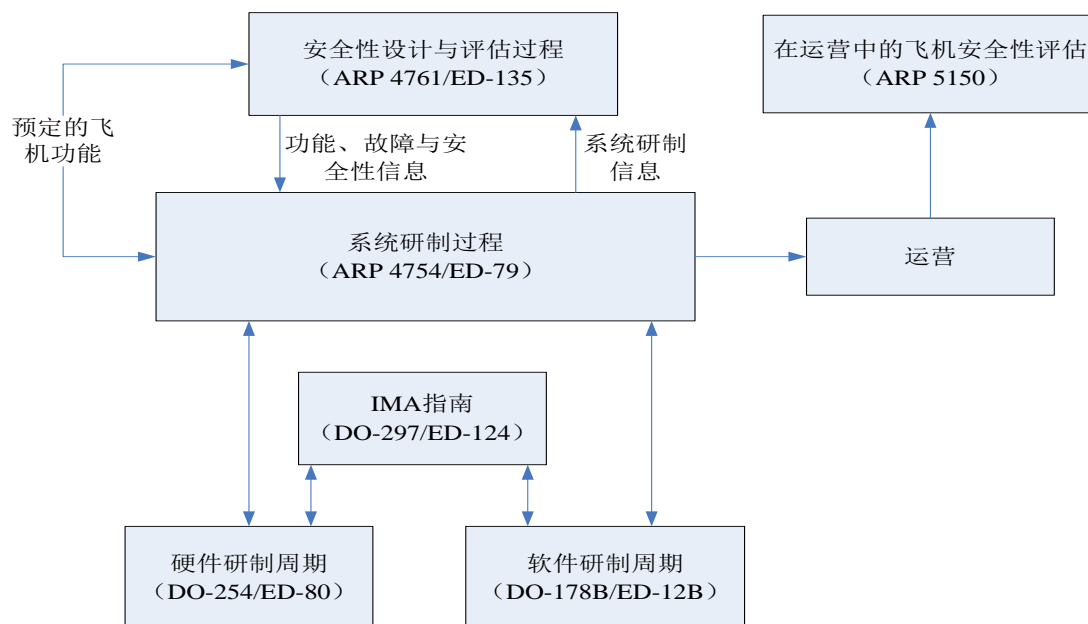 安全性设计与评估过程
（ARP 4761/ED-135）
在运营中的飞机安全性评估
（ARP 5150）
预定的飞
机功能
功能、故障与安
全性信息
系统研制
信息
系统研制过程
（ARP 4754/ED-79）
运营
IMA指南
（DO-297/ED-124）
硬件研制周期
（DO-254/ED-80）
软件研制周期
（DO-178B/ED-12B）